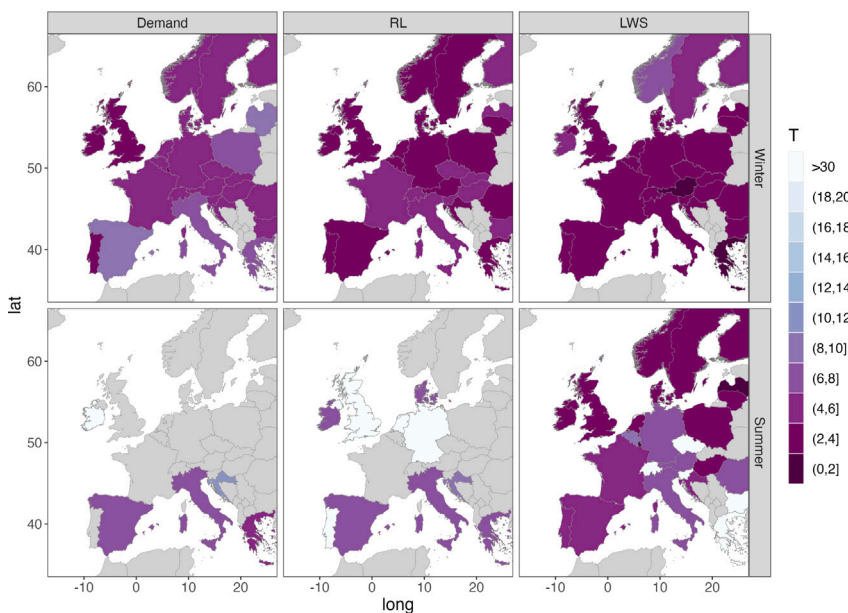 Demand RL LWS
60
50
40
Winter
60
50
40
Summer
lat
-10 0 10 20 -10 0 10 20 -10 0 10 20
long
T
>30
(18,20
(16,18
(14,16
(12,14
(10,12
(8,10]
(6,8]
(4,6]
(2,4]
(0,2]